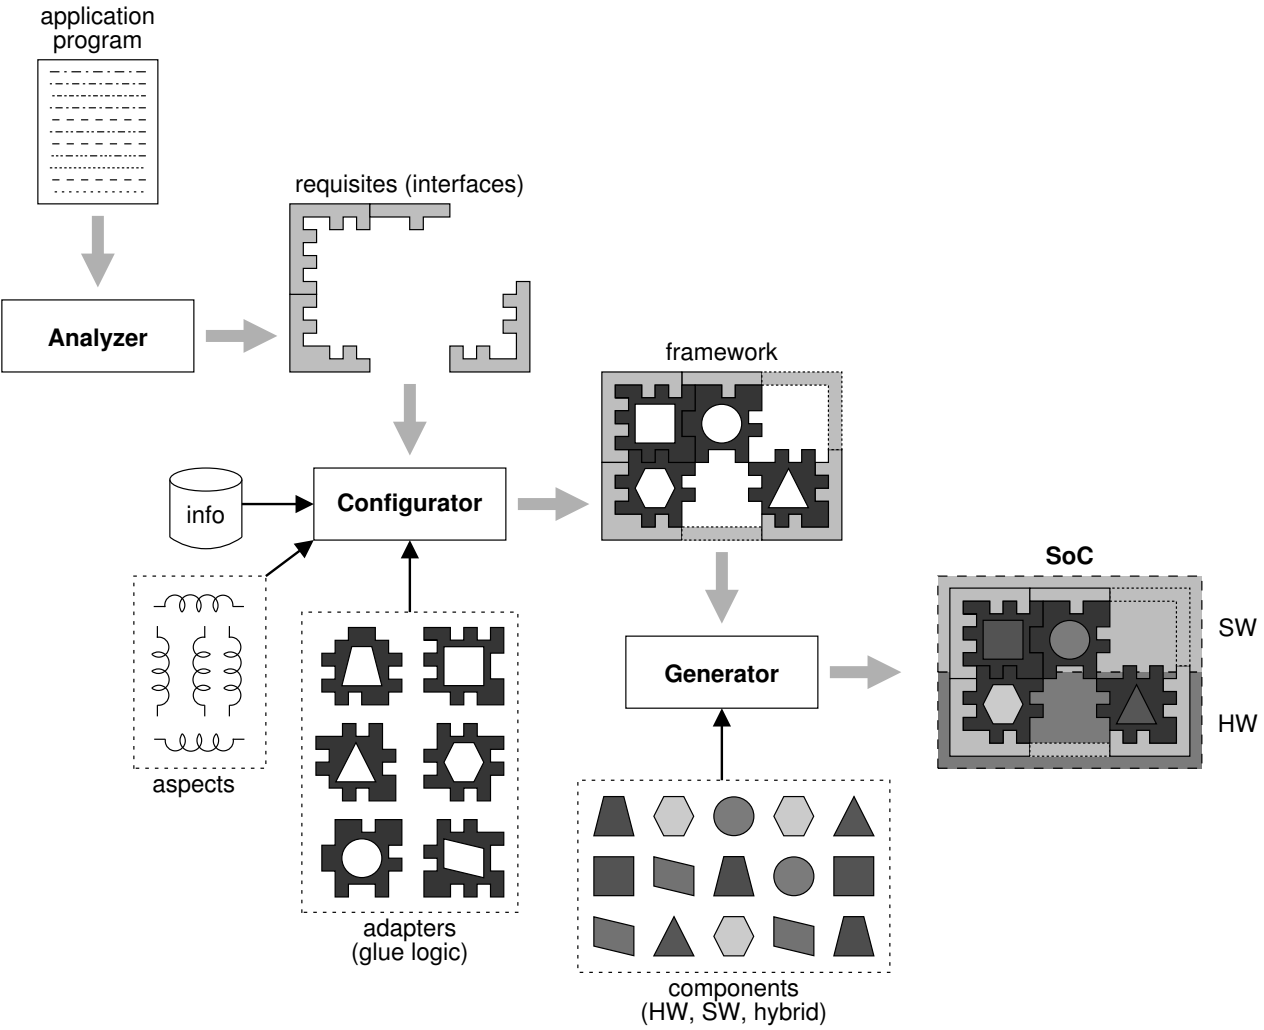 application
program
requisites (interfaces)
Analyzer
framework
info
Configurator
SoC
SW
Generator
HW
aspects
adapters
(glue logic)
components
(HW, SW, hybrid)